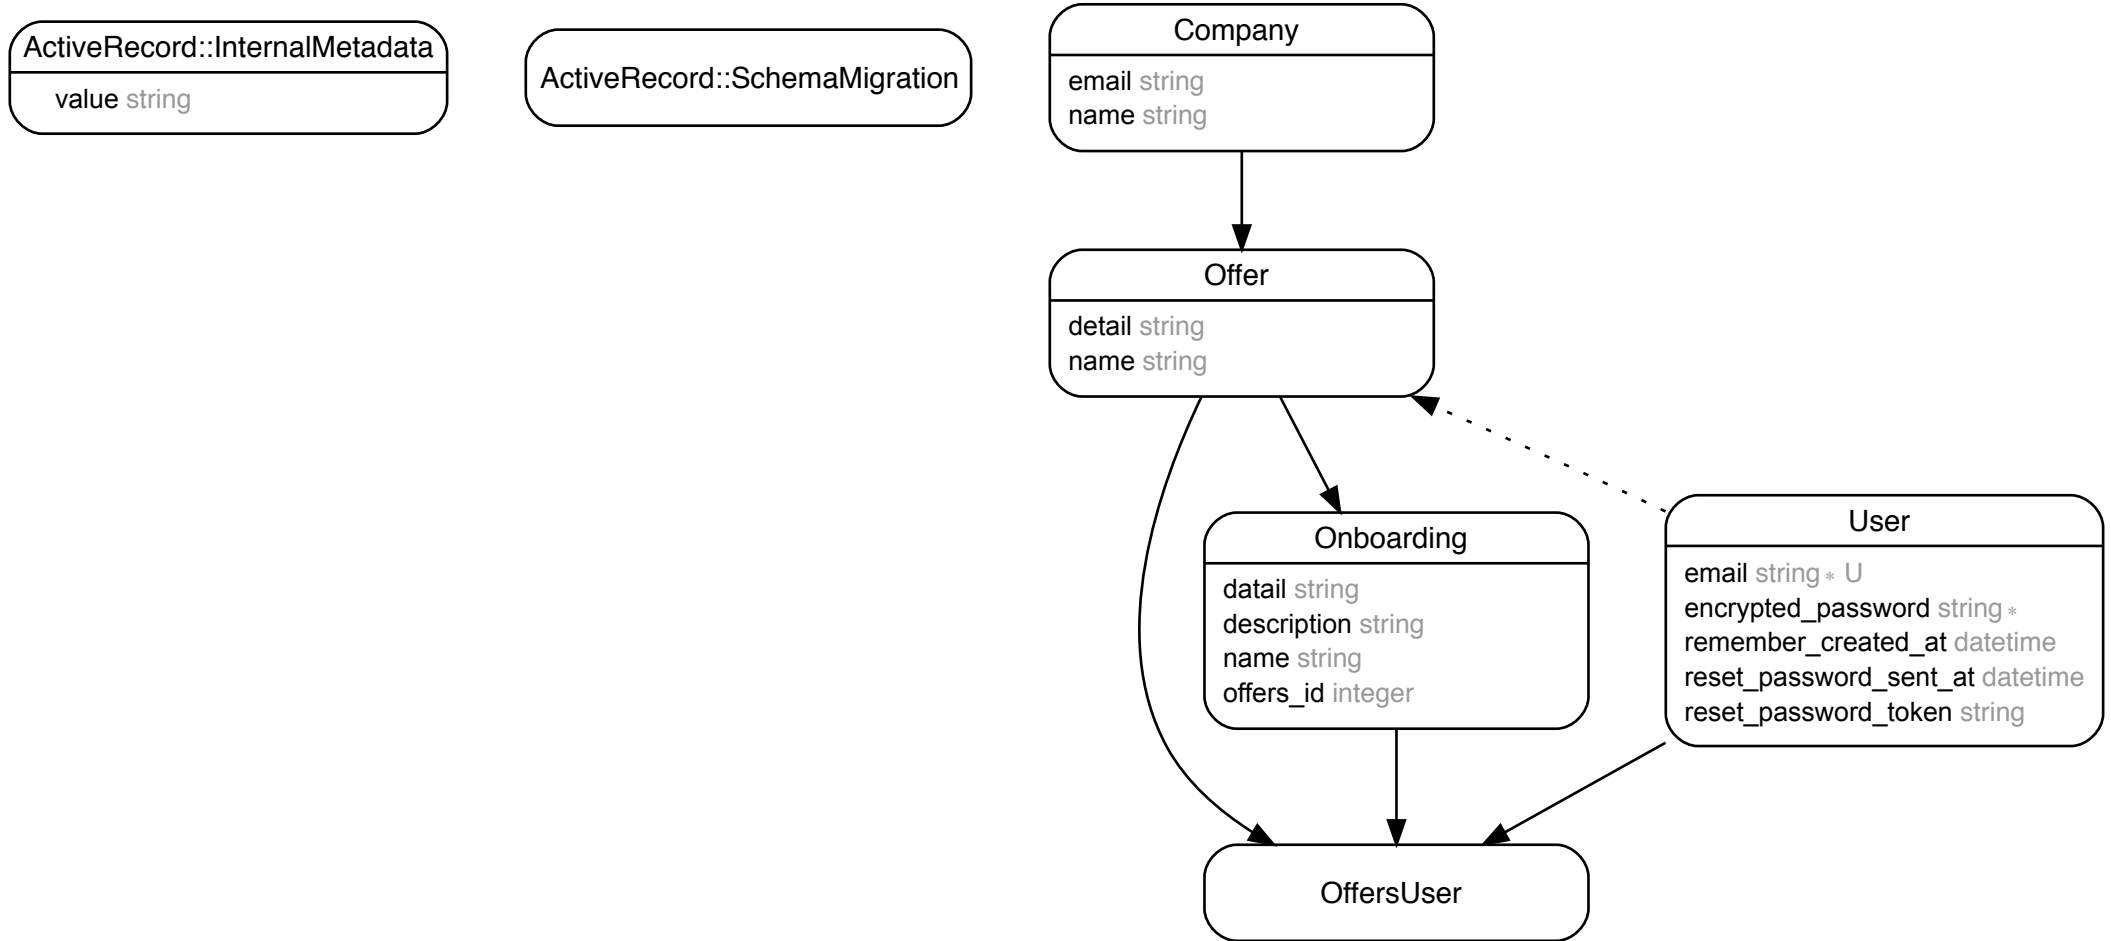 ActiveRecord::InternalMetadata
value string
ActiveRecord::SchemaMigration
Company
email string
name string
Offer
detail string
name string
Onboarding
datail string
description string
name string
offers_id integer
User
email string * U
encrypted_password string *
remember_created_at datetime
reset_password_sent_at datetime
reset_password_token string
OffersUser